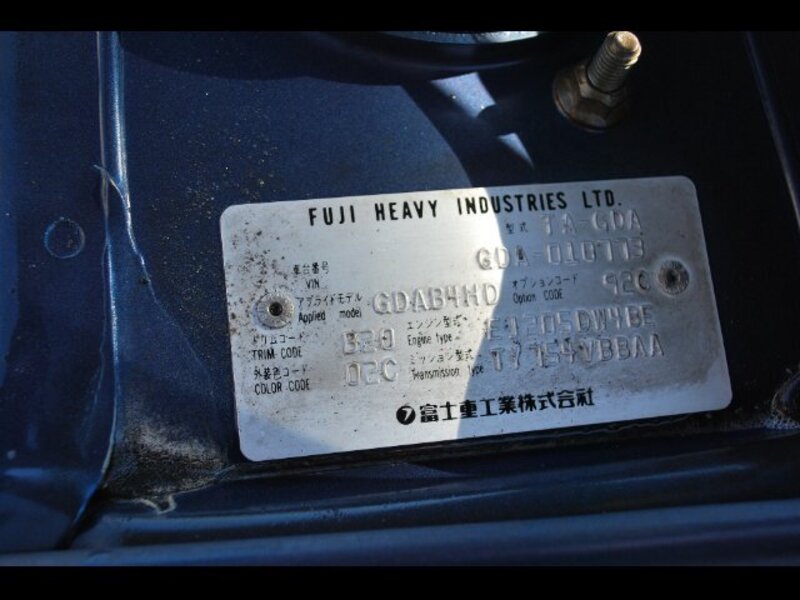 FUJI HEAVY INDUSTRIES LTD.
型式 TA-GDA
車台番号 VIN GDA-010773
アプライドモデル Applied model GDAB4HD オプションコード Option CODE 92C
トリムコード TRIM CODE B20 エンジン型式 Engine type EJ205DW4BE
外装色コード COLOR CODE 02C ミッション型式 Transmission type TY754VBBAA
富士重工業株式会社